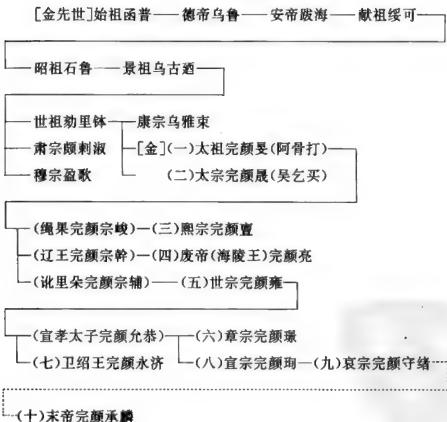 [金先世]始祖函普——德帝乌鲁——安帝跋海——献祖绥可
昭祖石鲁——景祖乌古迺
世祖劾里钵——康宗乌雅束
肃宗颇剌淑 [金](一)太祖完颜旻(阿骨打)
穆宗盈歌 (二)太宗完颜晟(吴乞买)
(绳果完颜宗峻)—(三)熙宗完颜亶
(辽王完颜宗幹)—(四)废帝(海陵王)完颜亮
(讹里朵完颜宗辅)——(五)世宗完颜雍
(宣孝太子完颜允恭)——(六)章宗完颜璟
(七)卫绍王完颜永济 (八)宣宗完颜珣—(九)哀宗完颜守绪
(十)末帝完颜承麟